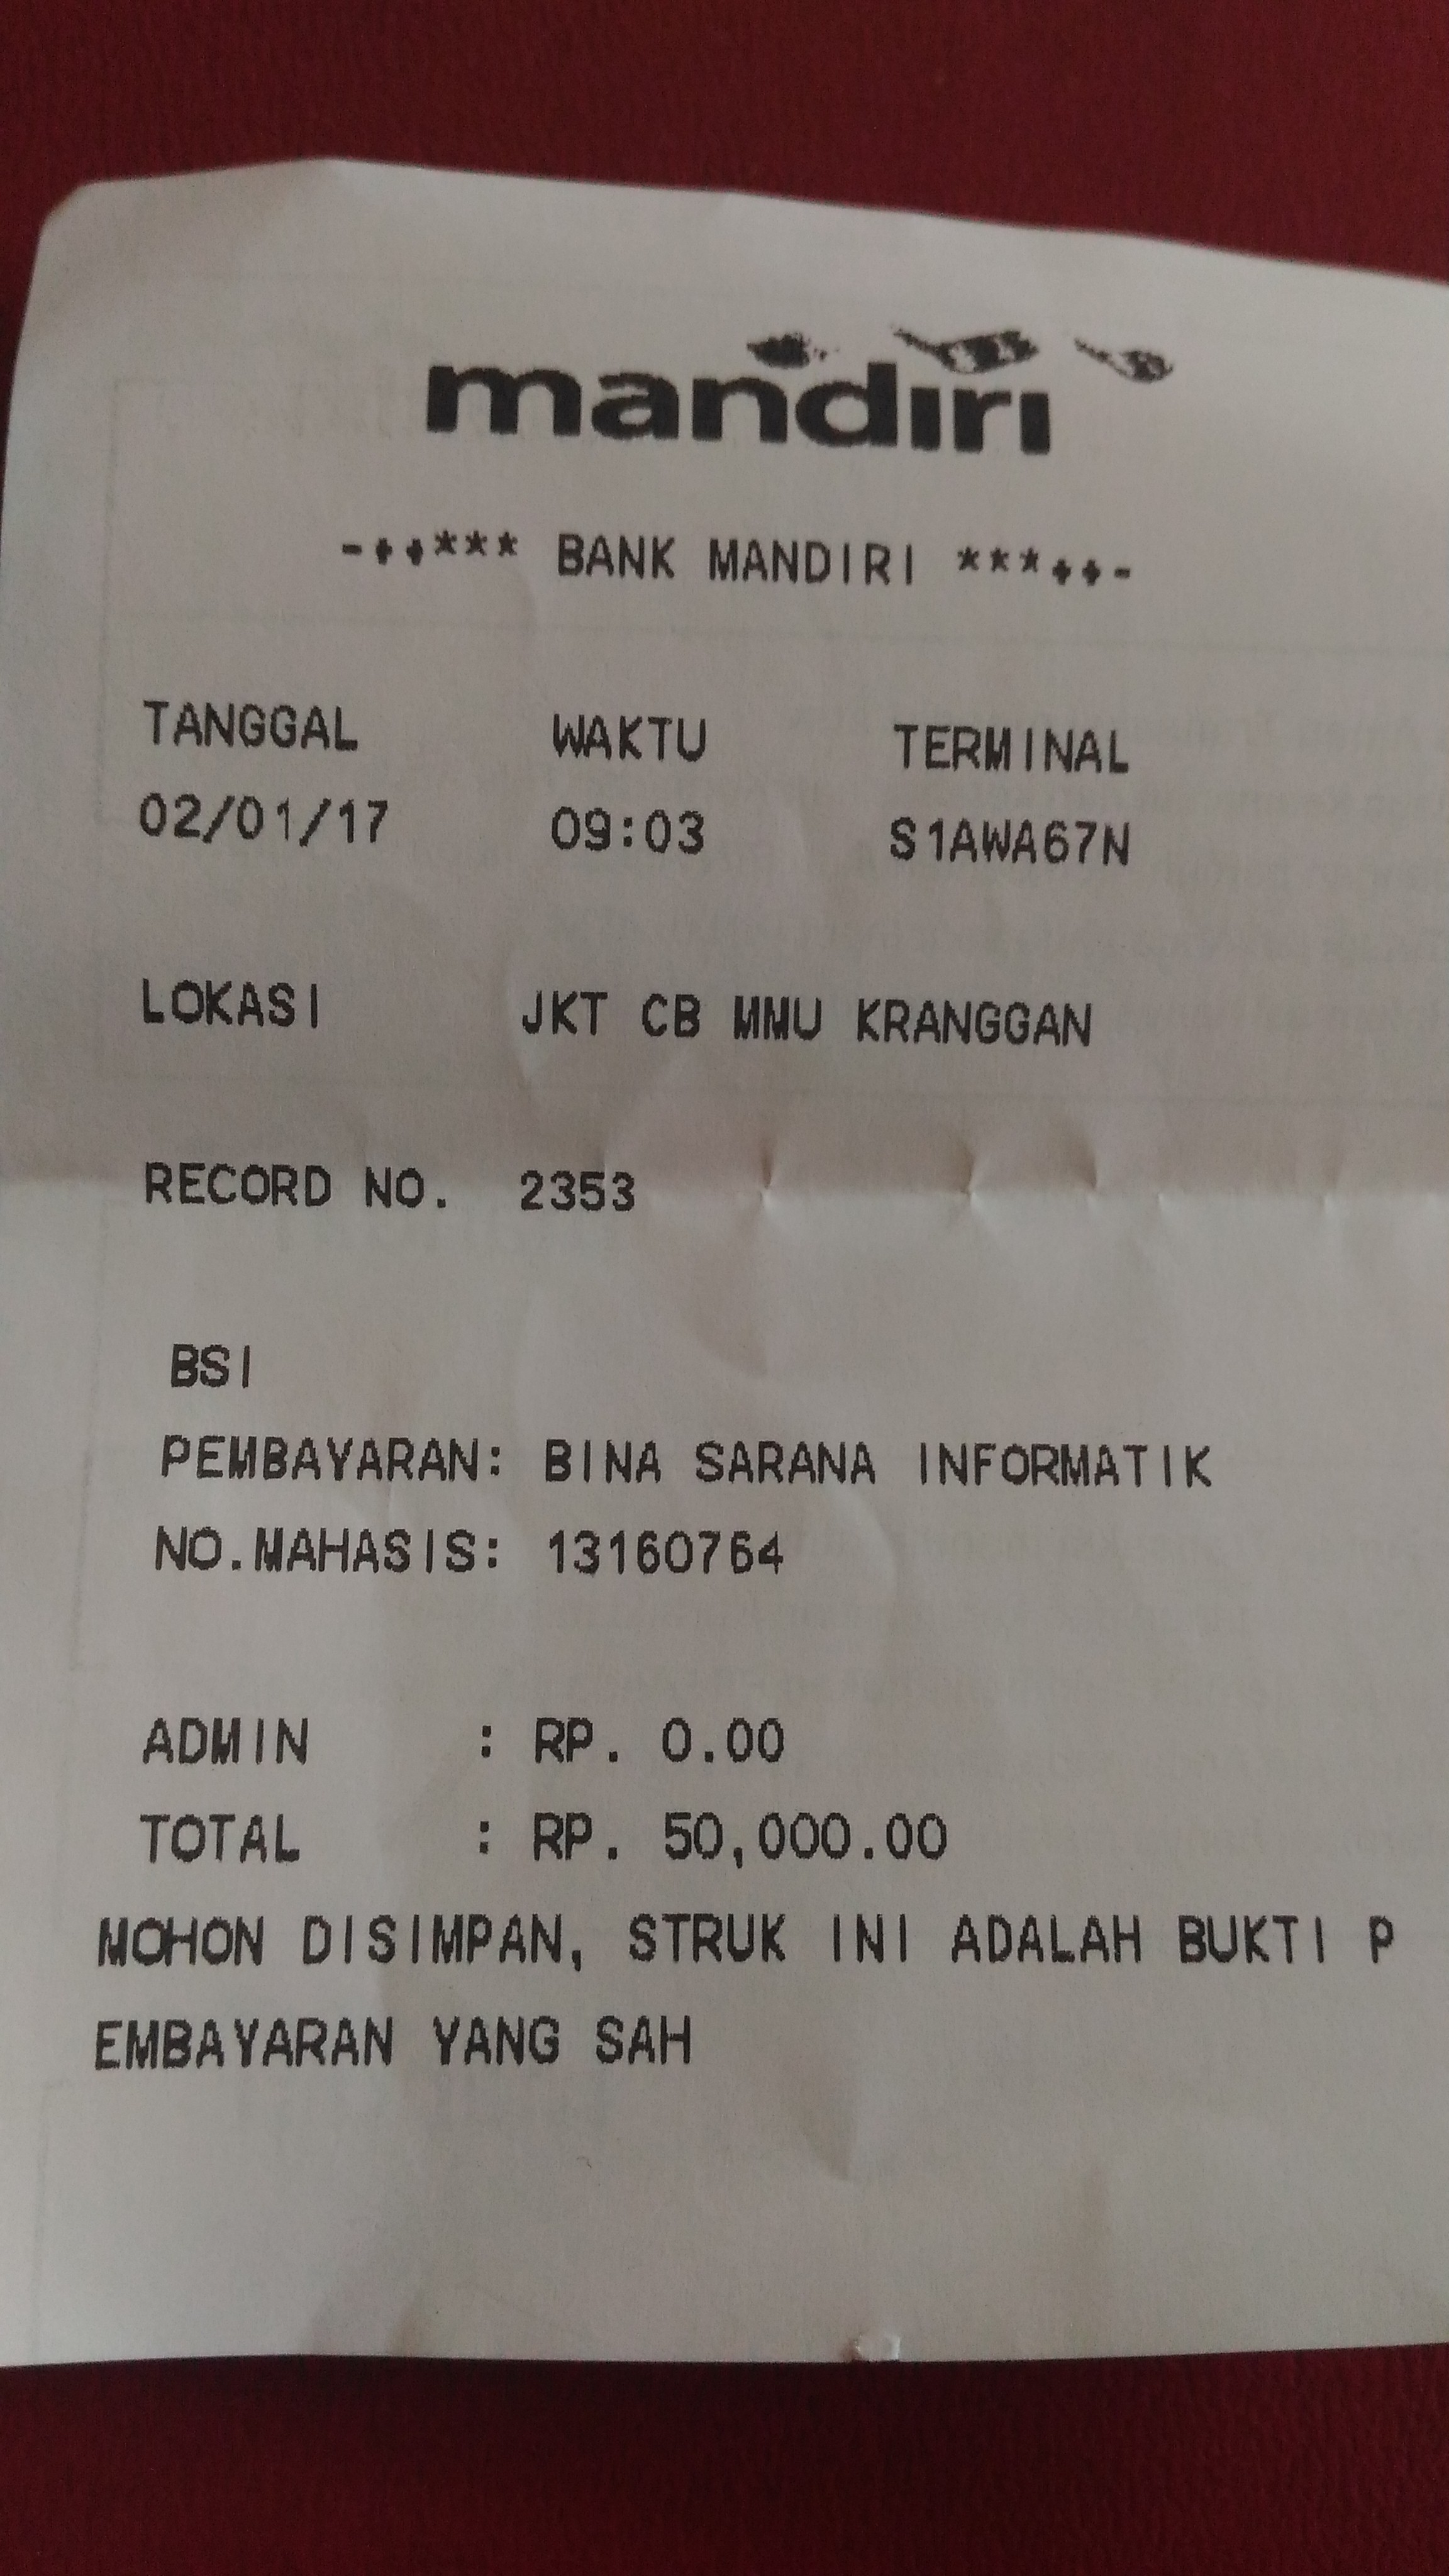 mandiri
-++*** BANK MANDIRI ***++-
TANGGAL WAKTU TERMINAL
02/01/17 09:03 S1AWA67N
LOKASI JKT CB MMU KRANGGAN
RECORD NO. 2353
BSI
PEMBAYARAN: BINA SARANA INFORMATIK
NO.MAHASIS: 13160764
ADMIN : RP. 0.00
TOTAL : RP. 50,000.00
MOHON DISIMPAN, STRUK INI ADALAH BUKTI P
EMBAYARAN YANG SAH